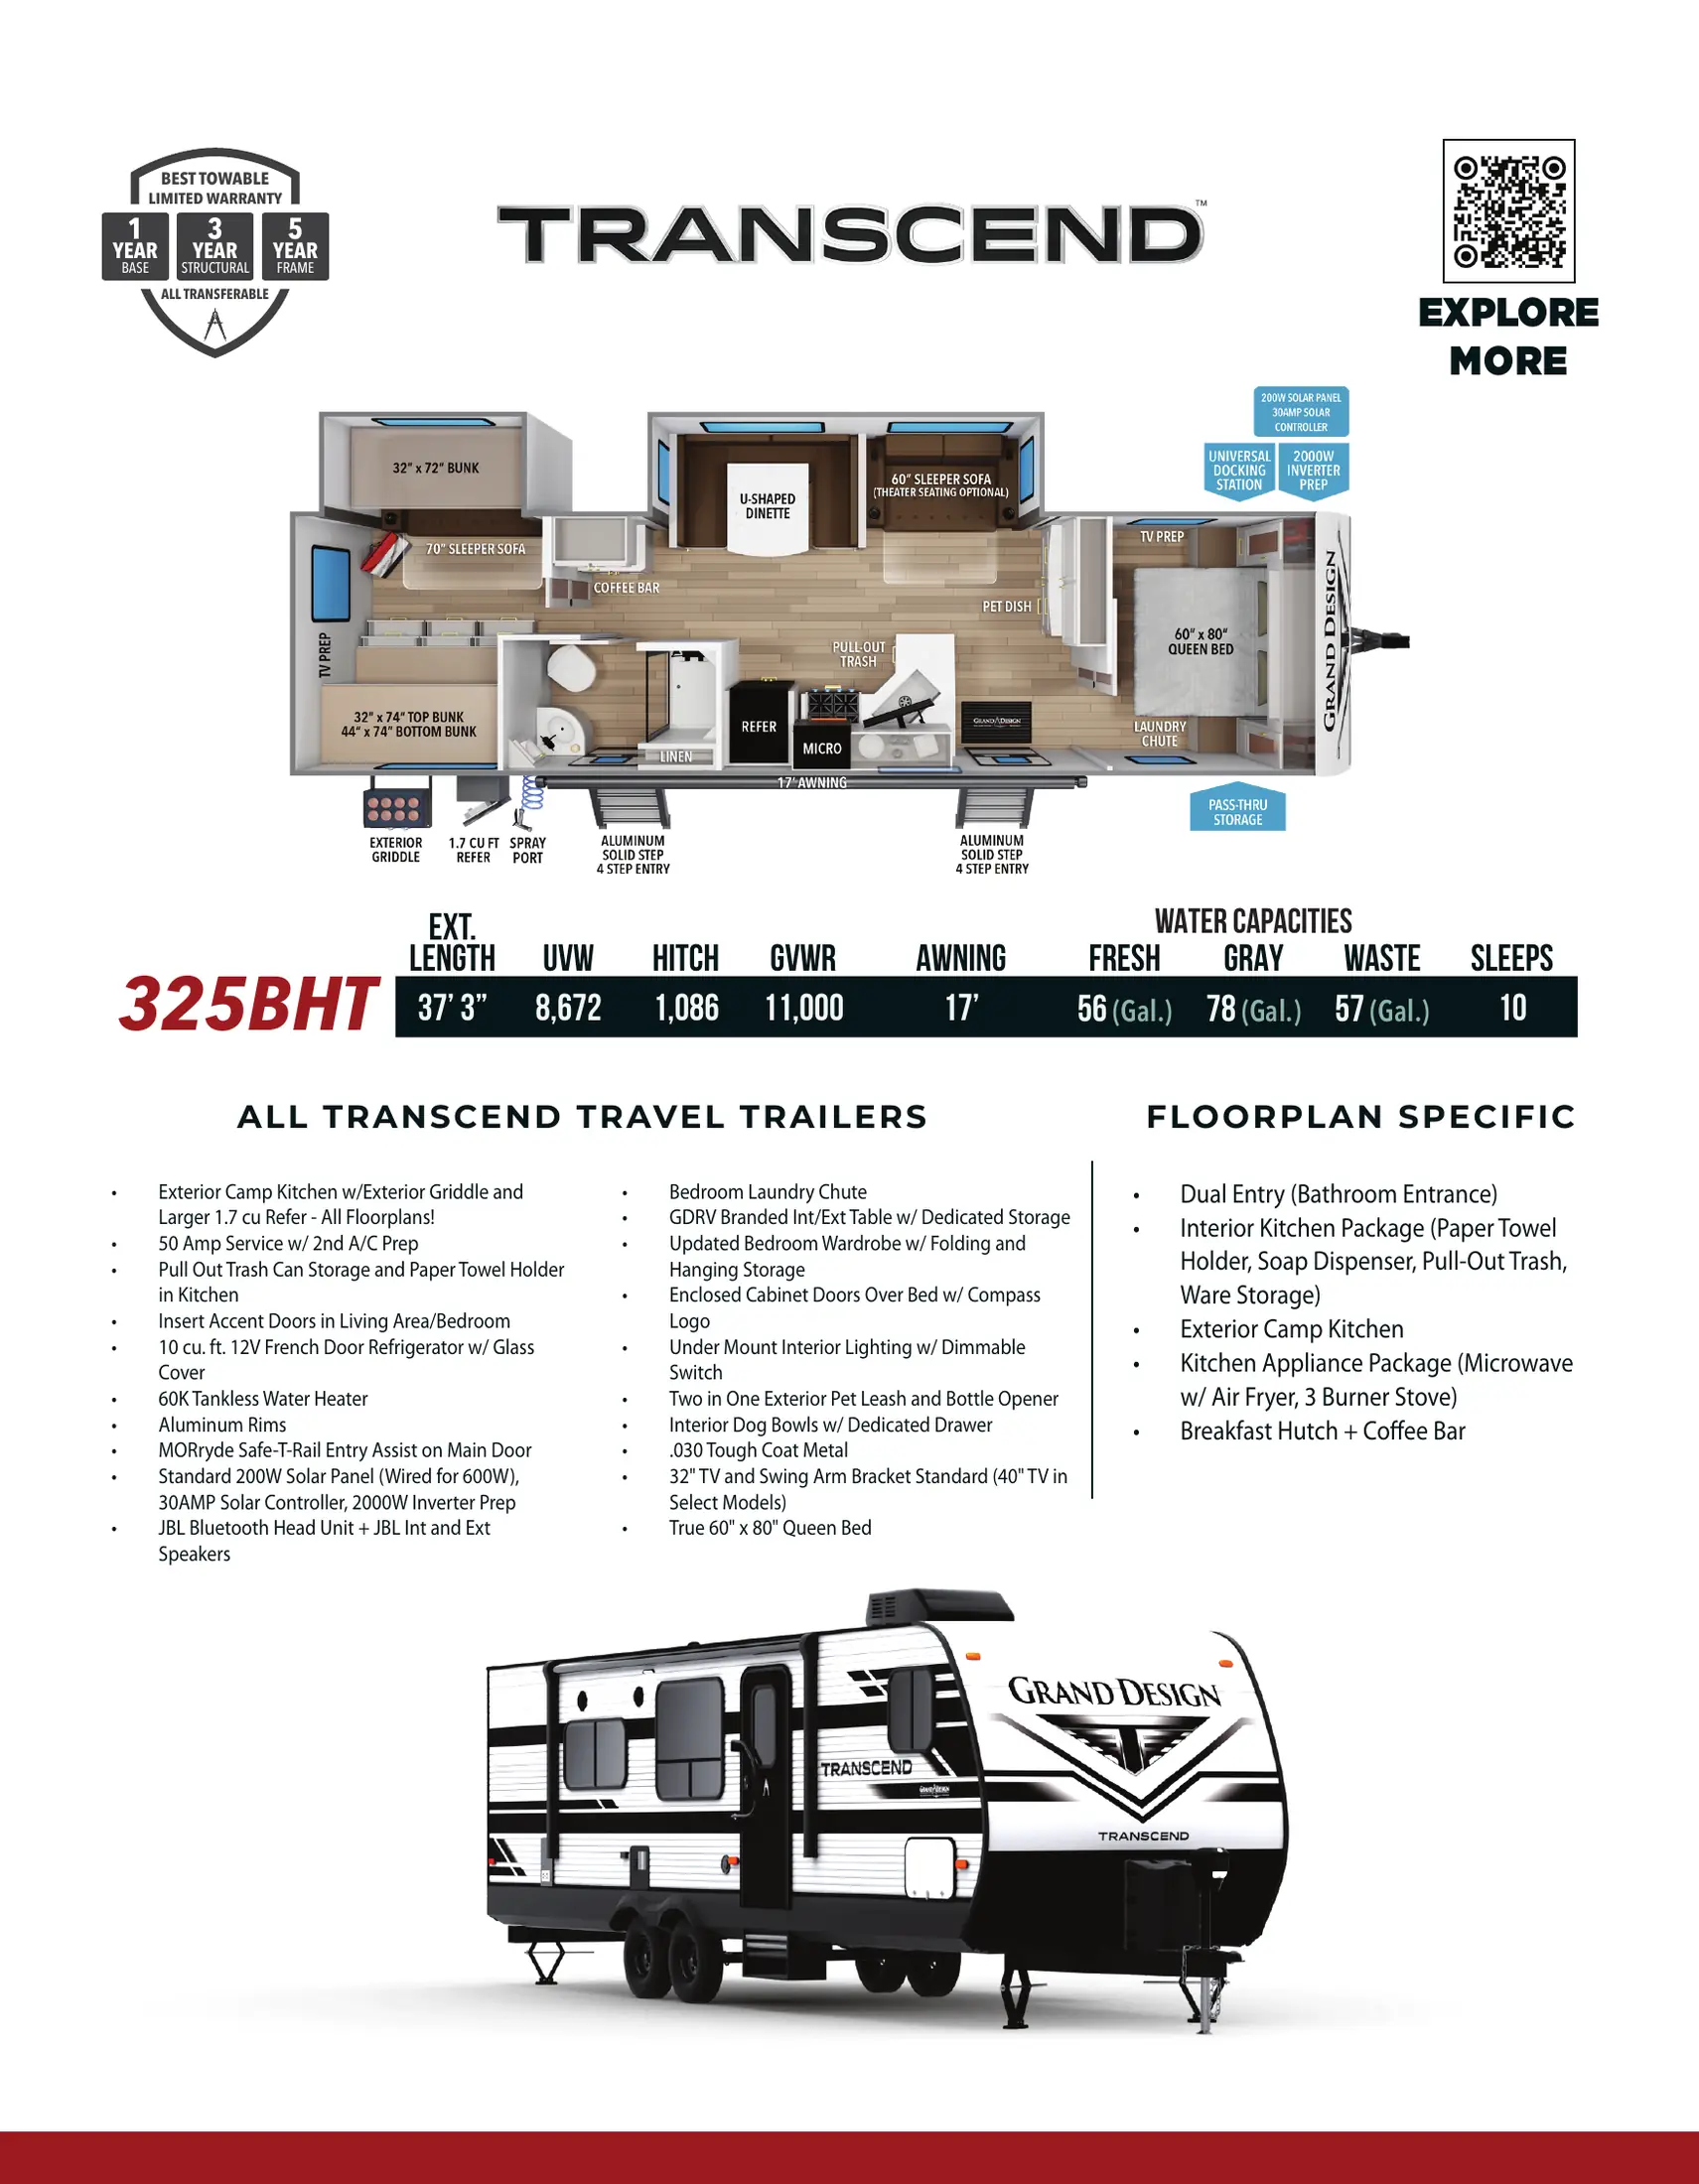 BEST TOWABLE
LIMITED WARRANTY
1 YEAR BASE
3 YEAR STRUCTURAL
5 YEAR FRAME
ALL TRANSFERABLE
TRANSCEND™
EXPLORE
MORE
200W SOLAR PANEL
30AMP SOLAR
CONTROLLER
UNIVERSAL
DOCKING
STATION
2000W
INVERTER
PREP
32" x 72" BUNK
70" SLEEPER SOFA
COFFEE BAR
U-SHAPED
DINETTE
60" SLEEPER SOFA
(THEATER SEATING OPTIONAL)
TV PREP
PET DISH
60" x 80"
QUEEN BED
GRAND DESIGN
PULL-OUT
TRASH
TV PREP
32" x 74" TOP BUNK
44" x 74" BOTTOM BUNK
LINEN
REFER
MICRO
GRAND DESIGN
LAUNDRY
CHUTE
17' AWNING
PASS-THRU
STORAGE
EXTERIOR
GRIDDLE
1.7 CU FT
REFER
SPRAY
PORT
ALUMINUM
SOLID STEP
4 STEP ENTRY
ALUMINUM
SOLID STEP
4 STEP ENTRY
WATER CAPACITIES
EXT.
LENGTH UVW HITCH GVWR AWNING FRESH GRAY WASTE SLEEPS
325BHT 37' 3" 8,672 1,086 11,000 17' 56 (Gal.) 78 (Gal.) 57 (Gal.) 10
ALL TRANSCEND TRAVEL TRAILERS
• Exterior Camp Kitchen w/Exterior Griddle and
Larger 1.7 cu Refer - All Floorplans!
• 50 Amp Service w/ 2nd A/C Prep
• Pull Out Trash Can Storage and Paper Towel Holder
in Kitchen
• Insert Accent Doors in Living Area/Bedroom
• 10 cu. ft. 12V French Door Refrigerator w/ Glass
Cover
• 60K Tankless Water Heater
• Aluminum Rims
• MORryde Safe-T-Rail Entry Assist on Main Door
• Standard 200W Solar Panel (Wired for 600W),
30AMP Solar Controller, 2000W Inverter Prep
• JBL Bluetooth Head Unit + JBL Int and Ext
Speakers
• Bedroom Laundry Chute
• GDRV Branded Int/Ext Table w/ Dedicated Storage
• Updated Bedroom Wardrobe w/ Folding and
Hanging Storage
• Enclosed Cabinet Doors Over Bed w/ Compass
Logo
• Under Mount Interior Lighting w/ Dimmable
Switch
• Two in One Exterior Pet Leash and Bottle Opener
• Interior Dog Bowls w/ Dedicated Drawer
• .030 Tough Coat Metal
• 32" TV and Swing Arm Bracket Standard (40" TV in
Select Models)
• True 60" x 80" Queen Bed
FLOORPLAN SPECIFIC
• Dual Entry (Bathroom Entrance)
• Interior Kitchen Package (Paper Towel
Holder, Soap Dispenser, Pull-Out Trash,
Ware Storage)
• Exterior Camp Kitchen
• Kitchen Appliance Package (Microwave
w/ Air Fryer, 3 Burner Stove)
• Breakfast Hutch + Coffee Bar
GRAND DESIGN
TRANSCEND
GRAND DESIGN
TRANSCEND